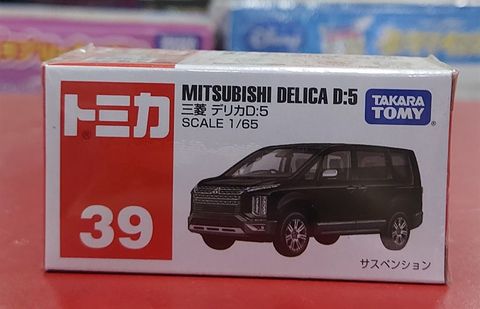 トミカ
39
MITSUBISHI DELICA D:5
三菱 デリカD:5
SCALE 1/65
TAKARA
TOMY
サスペンション